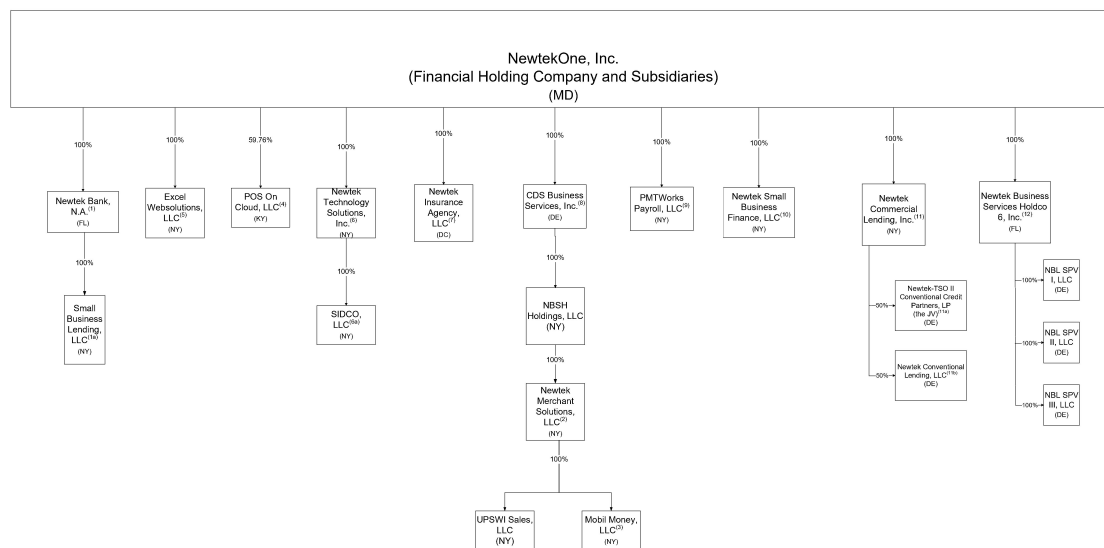 NewtekOne, Inc.
(Financial Holding Company and Subsidiaries)
(MD)
100%
100%
59.76%
100%
100%
100%
100%
100%
100%
100%
Newtek Bank,
N.A.(1)
(FL)
Excel
Websolutions,
LLC(5)
(NY)
POS On
Cloud, LLC(4)
(KY)
Newtek
Technology
Solutions,
Inc.(6)
(NY)
Newtek
Insurance
Agency,
LLC(7)
(DC)
CDS Business
Services, Inc.(8)
(DE)
PMTWorks
Payroll, LLC(9)
(NY)
Newtek Small
Business
Finance, LLC(10)
(NY)
Newtek
Commercial
Lending, Inc.(11)
(NY)
Newtek Business
Services Holdco
6, Inc.(12)
(FL)
100%
Small
Business
Lending,
LLC(1a)
(NY)
100%
SIDCO,
LLC(6a)
(NY)
100%
NBSH
Holdings, LLC
(NY)
100%
Newtek
Merchant
Solutions,
LLC(2)
(NY)
100%
UPSWI Sales,
LLC
(NY)
Mobil Money,
LLC(3)
(NY)
50%
Newtek-TSO II
Conventional Credit
Partners, LP
(the JV)(11a)
(DE)
50%
Newtek Conventional
Lending, LLC(11b)
(DE)
100%
NBL SPV
I, LLC
(DE)
100%
NBL SPV
II, LLC
(DE)
100%
NBL SPV
III, LLC
(DE)